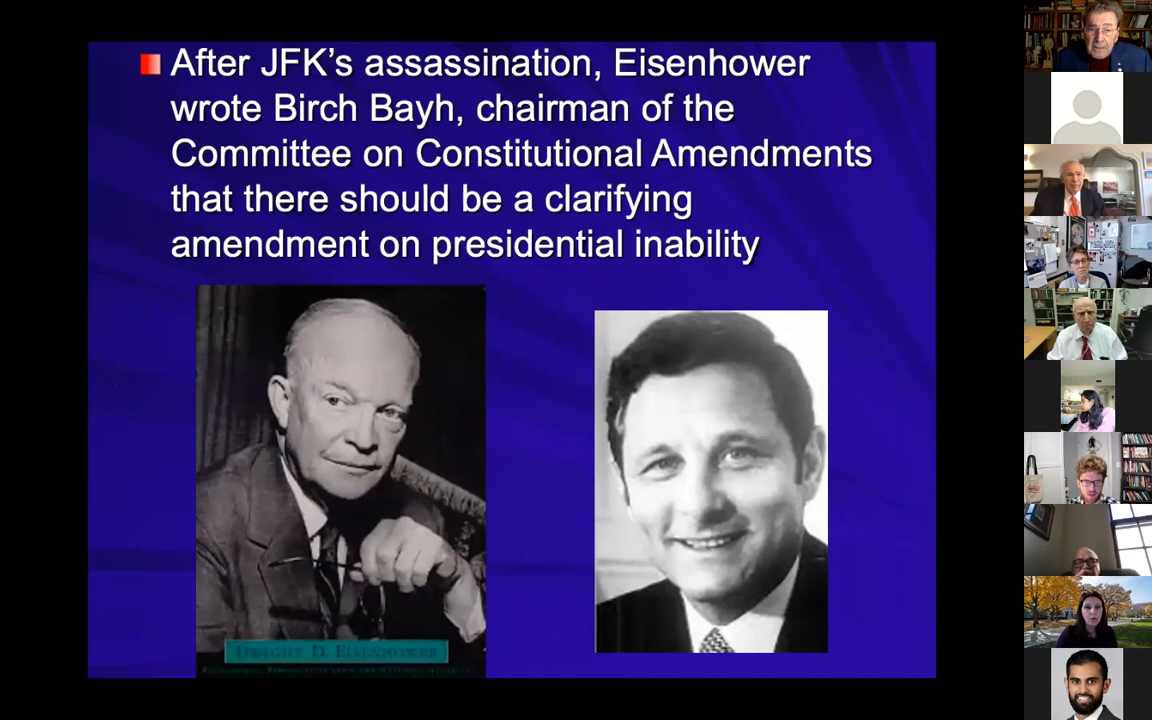 After JFK's assassination, Eisenhower
wrote Birch Bayh, chairman of the
Committee on Constitutional Amendments
that there should be a clarifying
amendment on presidential inability
DWIGHT D. EISENHOWER